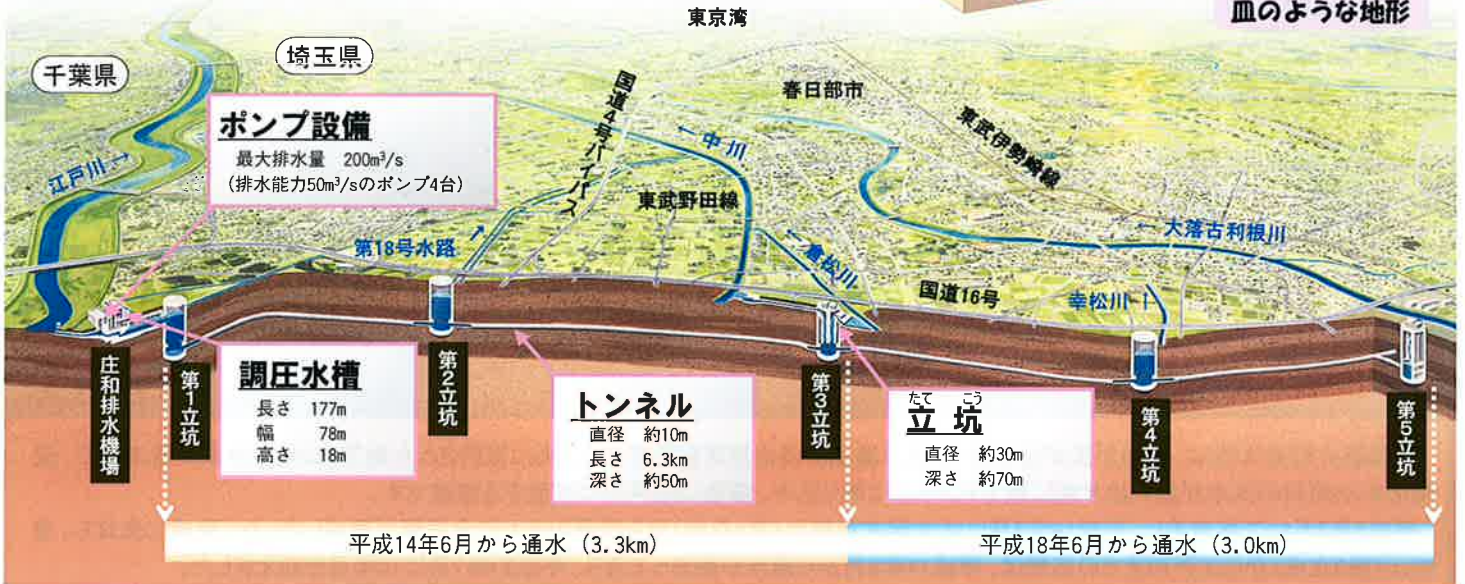 東京湾
皿のような地形
千葉県
埼玉県
春日部市
国道4号バイパス
←中川
東武伊勢崎線
ポンプ設備
最大排水量 200m³/s
(排水能力50m³/sのポンプ4台)
江戸川→
東武野田線
第18号水路→
←倉松川
←大落古利根川
国道16号
幸松川←
庄和排水機場
第1立坑
調圧水槽
長さ 177m
幅 78m
高さ 18m
第2立坑
トンネル
直径 約10m
長さ 6.3km
深さ 約50m
第3立坑
たて こう
立坑
直径 約30m
深さ 約70m
第4立坑
第5立坑
平成14年6月から通水(3.3km)
平成18年6月から通水(3.0km)